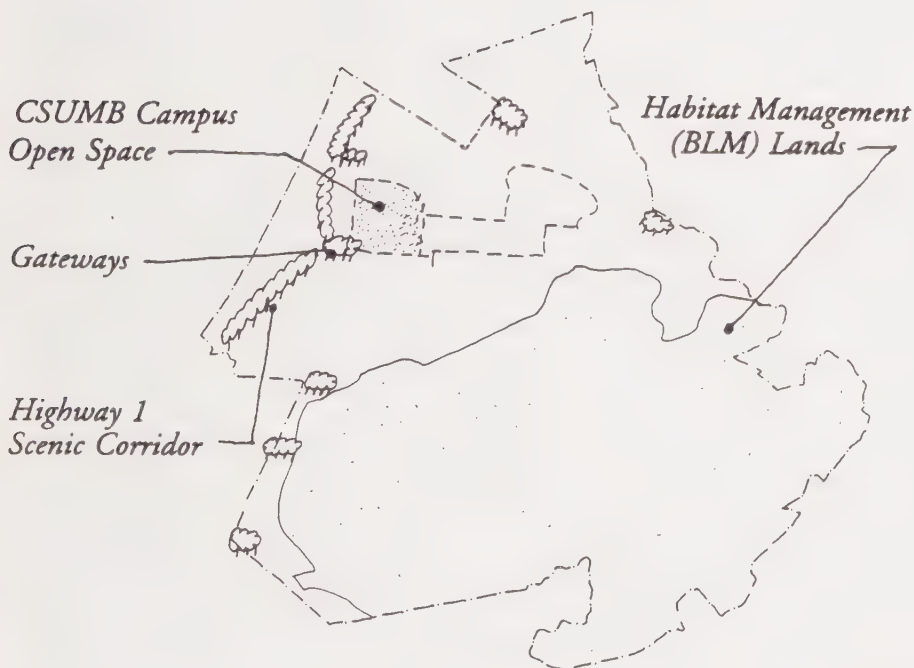 CSUMB Campus
Open Space
Habitat Management
(BLM) Lands
Gateways
Highway 1
Scenic Corridor